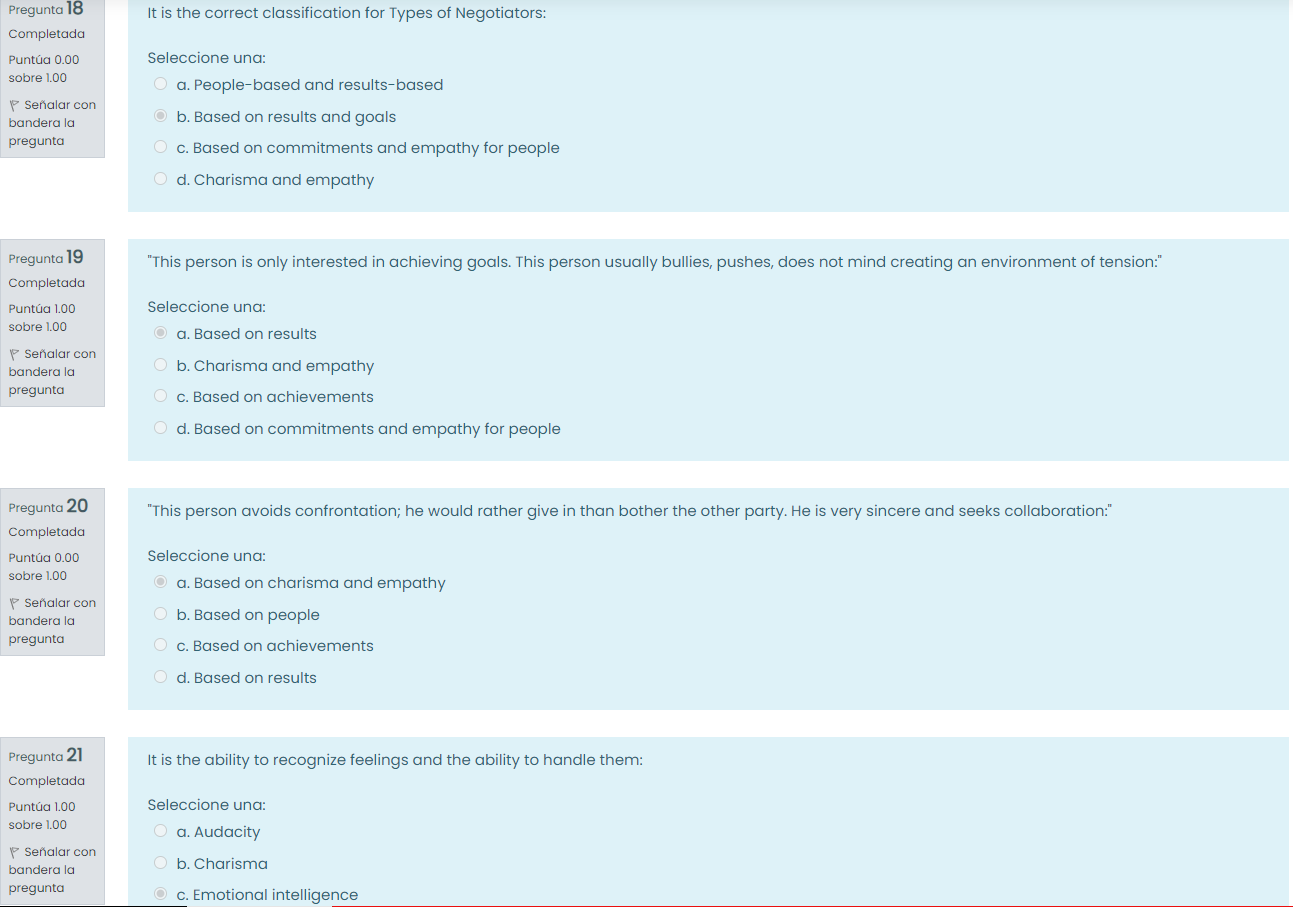 Pregunta 18
Completada
Puntúa 0.00
sobre 1.00
Señalar con
bandera la
pregunta
It is the correct classification for Types of Negotiators:
Seleccione una:
a. People-based and results-based
b. Based on results and goals
c. Based on commitments and empathy for people
d. Charisma and empathy
Pregunta 19
Completada
Puntúa 1.00
sobre 1.00
Señalar con
bandera la
pregunta
"This person is only interested in achieving goals. This person usually bullies, pushes, does not mind creating an environment of tension:"
Seleccione una:
a. Based on results
b. Charisma and empathy
c. Based on achievements
d. Based on commitments and empathy for people
Pregunta 20
Completada
Puntúa 0.00
sobre 1.00
Señalar con
bandera la
pregunta
"This person avoids confrontation; he would rather give in than bother the other party. He is very sincere and seeks collaboration:"
Seleccione una:
a. Based on charisma and empathy
b. Based on people
c. Based on achievements
d. Based on results
Pregunta 21
Completada
Puntúa 1.00
sobre 1.00
Señalar con
bandera la
pregunta
It is the ability to recognize feelings and the ability to handle them:
Seleccione una:
a. Audacity
b. Charisma
c. Emotional intelligence